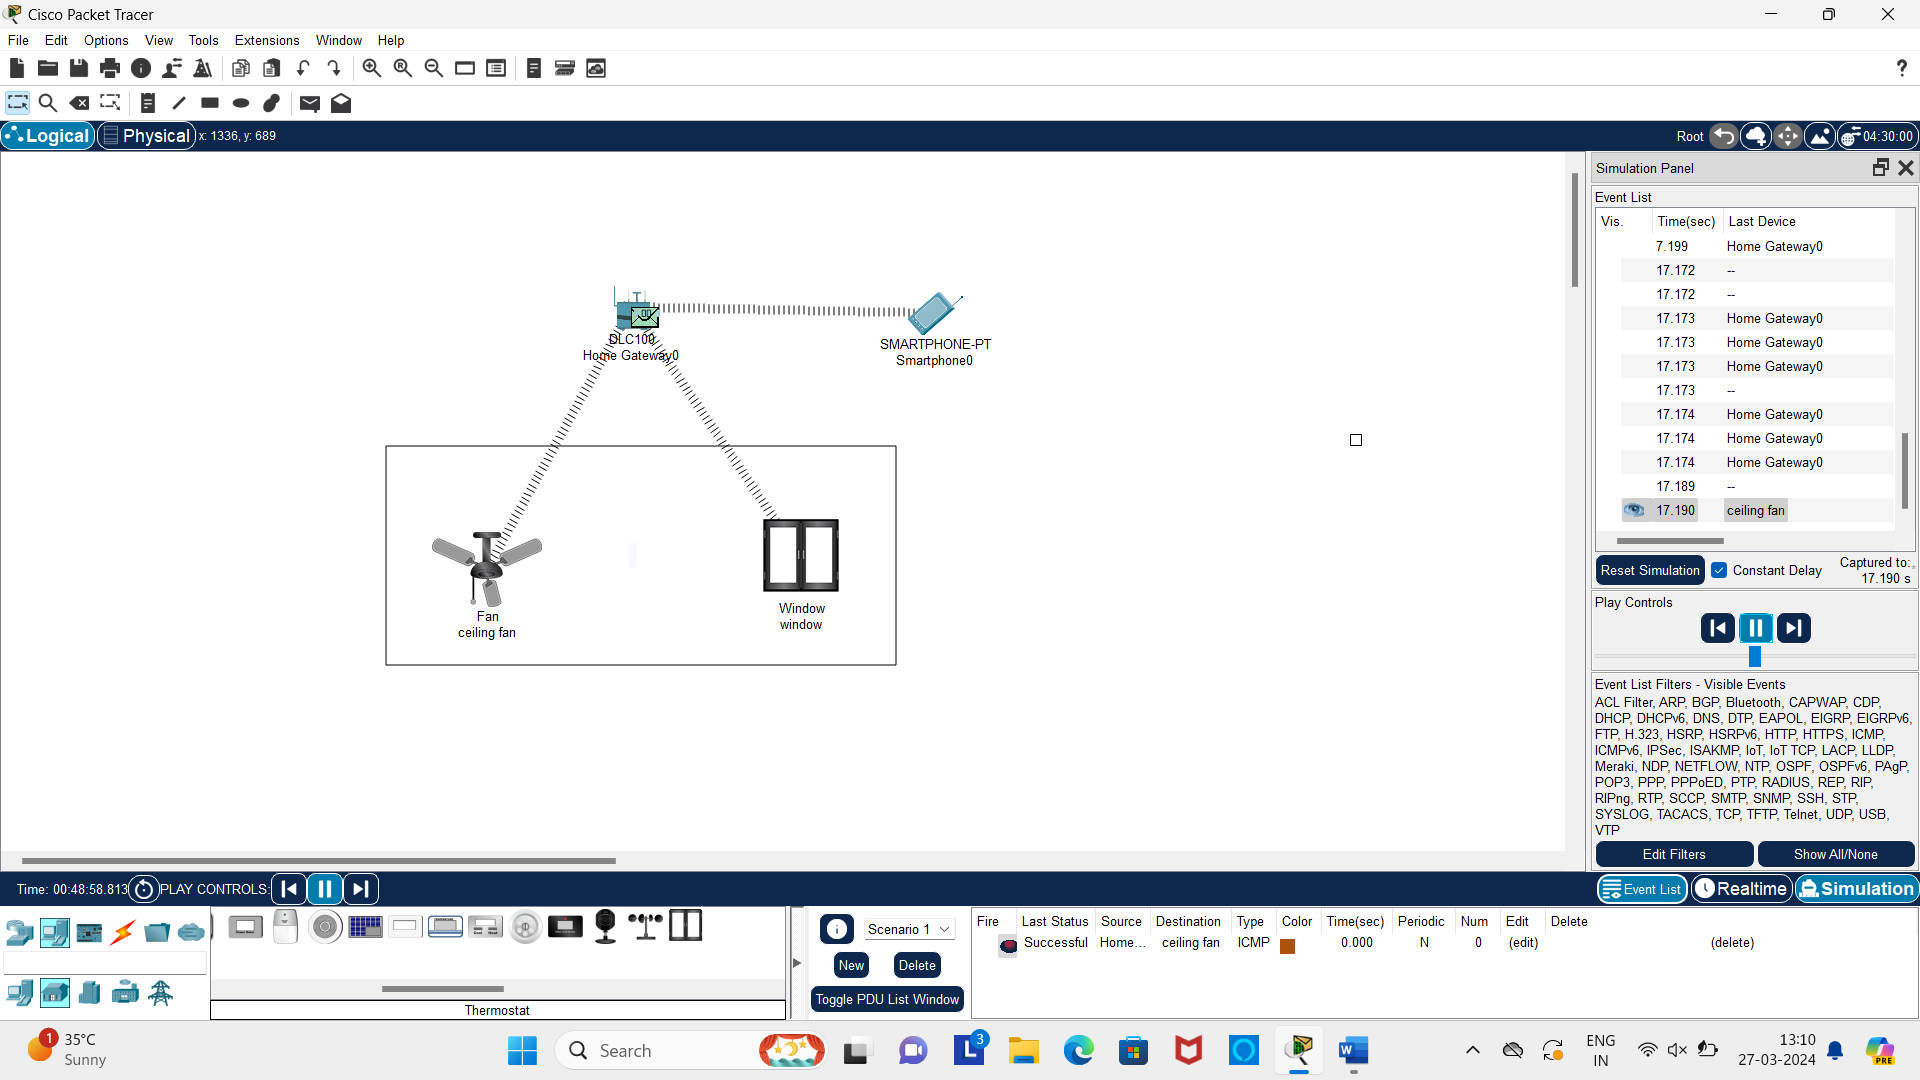 Cisco Packet Tracer
File Edit Options View Tools Extensions Window Help
?
Logical Physical x: 1336, y: 689 Root 04:30:00
Simulation Panel
Event List
Vis. Time(sec) Last Device
7.199 Home Gateway0
17.172 --
17.172 --
17.173 Home Gateway0
17.173 Home Gateway0
17.173 Home Gateway0
17.173 --
17.174 Home Gateway0
17.174 Home Gateway0
17.174 Home Gateway0
17.189 --
17.190 ceiling fan
Reset Simulation Constant Delay Captured to:
17.190 s
Play Controls
Event List Filters - Visible Events
ACL Filter, ARP, BGP, Bluetooth, CAPWAP, CDP,
DHCP, DHCPv6, DNS, DTP, EAPOL, EIGRP, EIGRPv6,
FTP, H.323, HSRP, HSRPv6, HTTP, HTTPS, ICMP,
ICMPv6, IPSec, ISAKMP, IoT, IoT TCP, LACP, LLDP,
Meraki, NDP, NETFLOW, NTP, OSPF, OSPFv6, PAgP,
POP3, PPP, PPPoED, PTP, RADIUS, REP, RIP,
RIPng, RTP, SCCP, SMTP, SNMP, SSH, STP,
SYSLOG, TACACS, TCP, TFTP, Telnet, UDP, USB,
VTP
Edit Filters Show All/None
DLC100
Home Gateway0
SMARTPHONE-PT
Smartphone0
Fan
ceiling fan
Window
window
Time: 00:48:58.813 PLAY CONTROLS: Event List Realtime Simulation
Thermostat
Scenario 1
New Delete
Toggle PDU List Window
Fire Last Status Source Destination Type Color Time(sec) Periodic Num Edit Delete
Successful Home... ceiling fan ICMP 0.000 N 0 (edit) (delete)
1 35°C
Sunny
Search
3
ENG
IN
13:10
27-03-2024
PRE